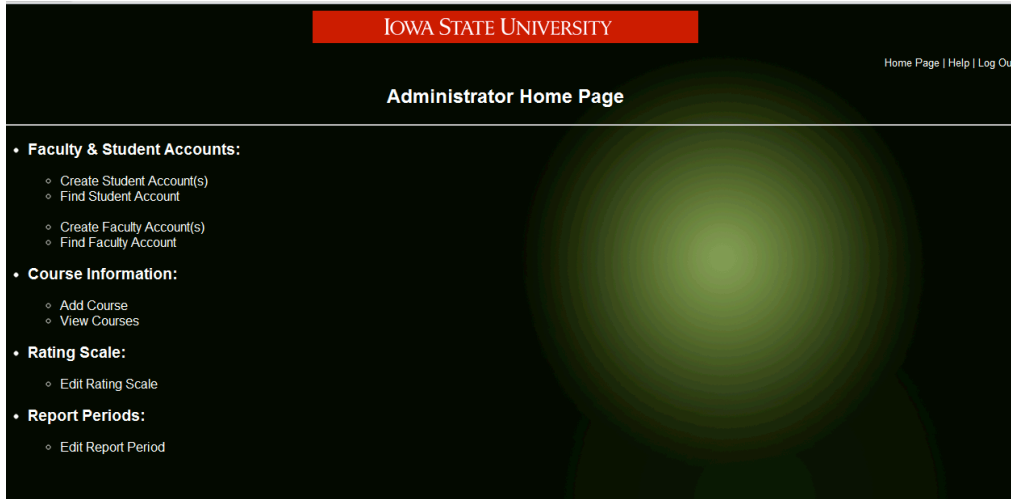 IOWA STATE UNIVERSITY
Home Page | Help | Log Ou
Administrator Home Page
Faculty & Student Accounts:
Create Student Account(s)
Find Student Account
Create Faculty Account(s)
Find Faculty Account
Course Information:
Add Course
View Courses
Rating Scale:
Edit Rating Scale
Report Periods:
Edit Report Period